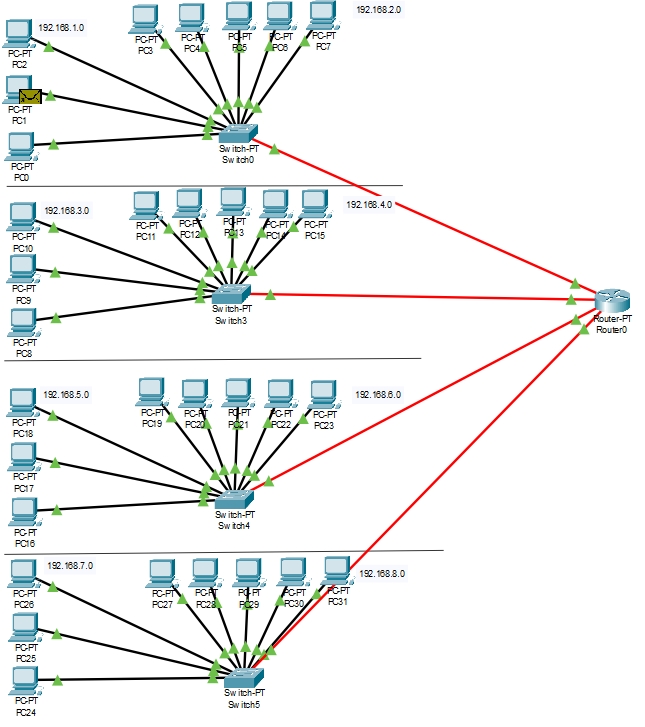 192.168.1.0
192.168.2.0
PC-PT
PC2
PC-PT
PC3
PC-PT
PC4
PC-PT
PC5
PC-PT
PC6
PC-PT
PC7
PC-PT
PC1
PC-PT
PC0
Switch-PT
Switch0
192.168.3.0
192.168.4.0
PC-PT
PC10
PC-PT
PC11
PC-PT
PC12
PC-PT
PC13
PC-PT
PC14
PC-PT
PC15
PC-PT
PC9
PC-PT
PC8
Switch-PT
Switch3
Router-PT
Router0
192.168.5.0
192.168.6.0
PC-PT
PC18
PC-PT
PC19
PC-PT
PC20
PC-PT
PC21
PC-PT
PC22
PC-PT
PC23
PC-PT
PC17
PC-PT
PC16
Switch-PT
Switch4
192.168.7.0
192.168.8.0
PC-PT
PC26
PC-PT
PC27
PC-PT
PC28
PC-PT
PC29
PC-PT
PC30
PC-PT
PC31
PC-PT
PC25
PC-PT
PC24
Switch-PT
Switch5